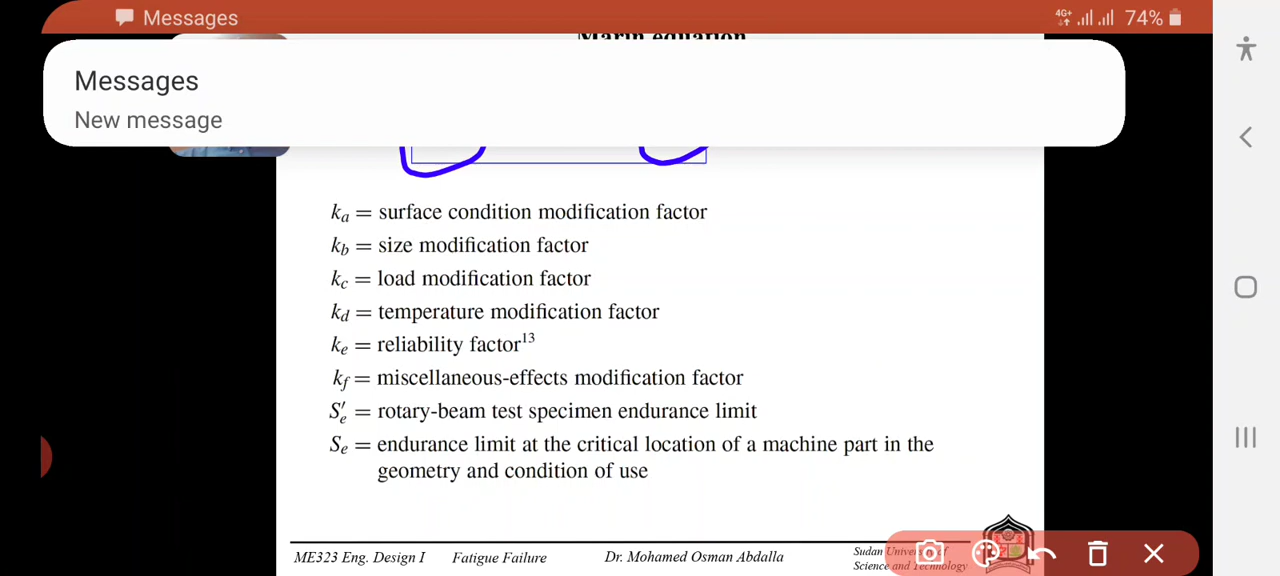 Messages
4G+ 74%
Marin equation
Messages
New message
ka = surface condition modification factor
kb = size modification factor
kc = load modification factor
kd = temperature modification factor
ke = reliability factor13
kf = miscellaneous-effects modification factor
S′e = rotary-beam test specimen endurance limit
Se = endurance limit at the critical location of a machine part in the
geometry and condition of use
ME323 Eng. Design I Fatigue Failure Dr. Mohamed Osman Abdalla Sudan University of
Science and Technology